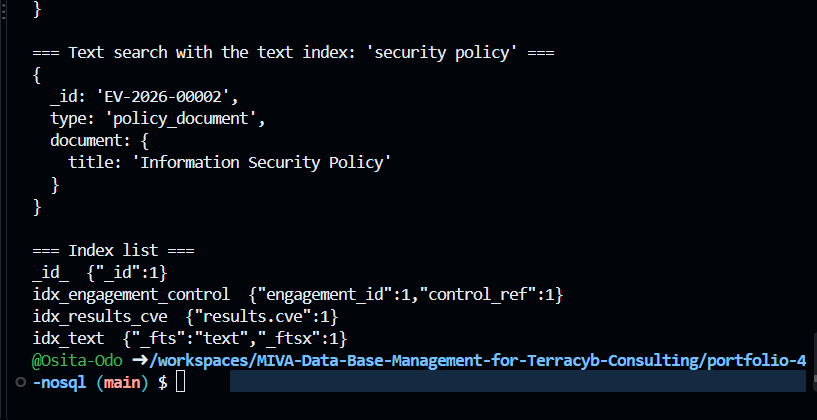 }
=== Text search with the text index: 'security policy' ===
{
  _id: 'EV-2026-00002',
  type: 'policy_document',
  document: {
    title: 'Information Security Policy'
  }
}
=== Index list ===
_id_  {"_id":1}
idx_engagement_control  {"engagement_id":1,"control_ref":1}
idx_results_cve  {"results.cve":1}
idx_text  {"_fts":"text","_ftsx":1}
@Osita-Odo ➜/workspaces/MIVA-Data-Base-Management-for-Terracyb-Consulting/portfolio-4
-nosql (main) $